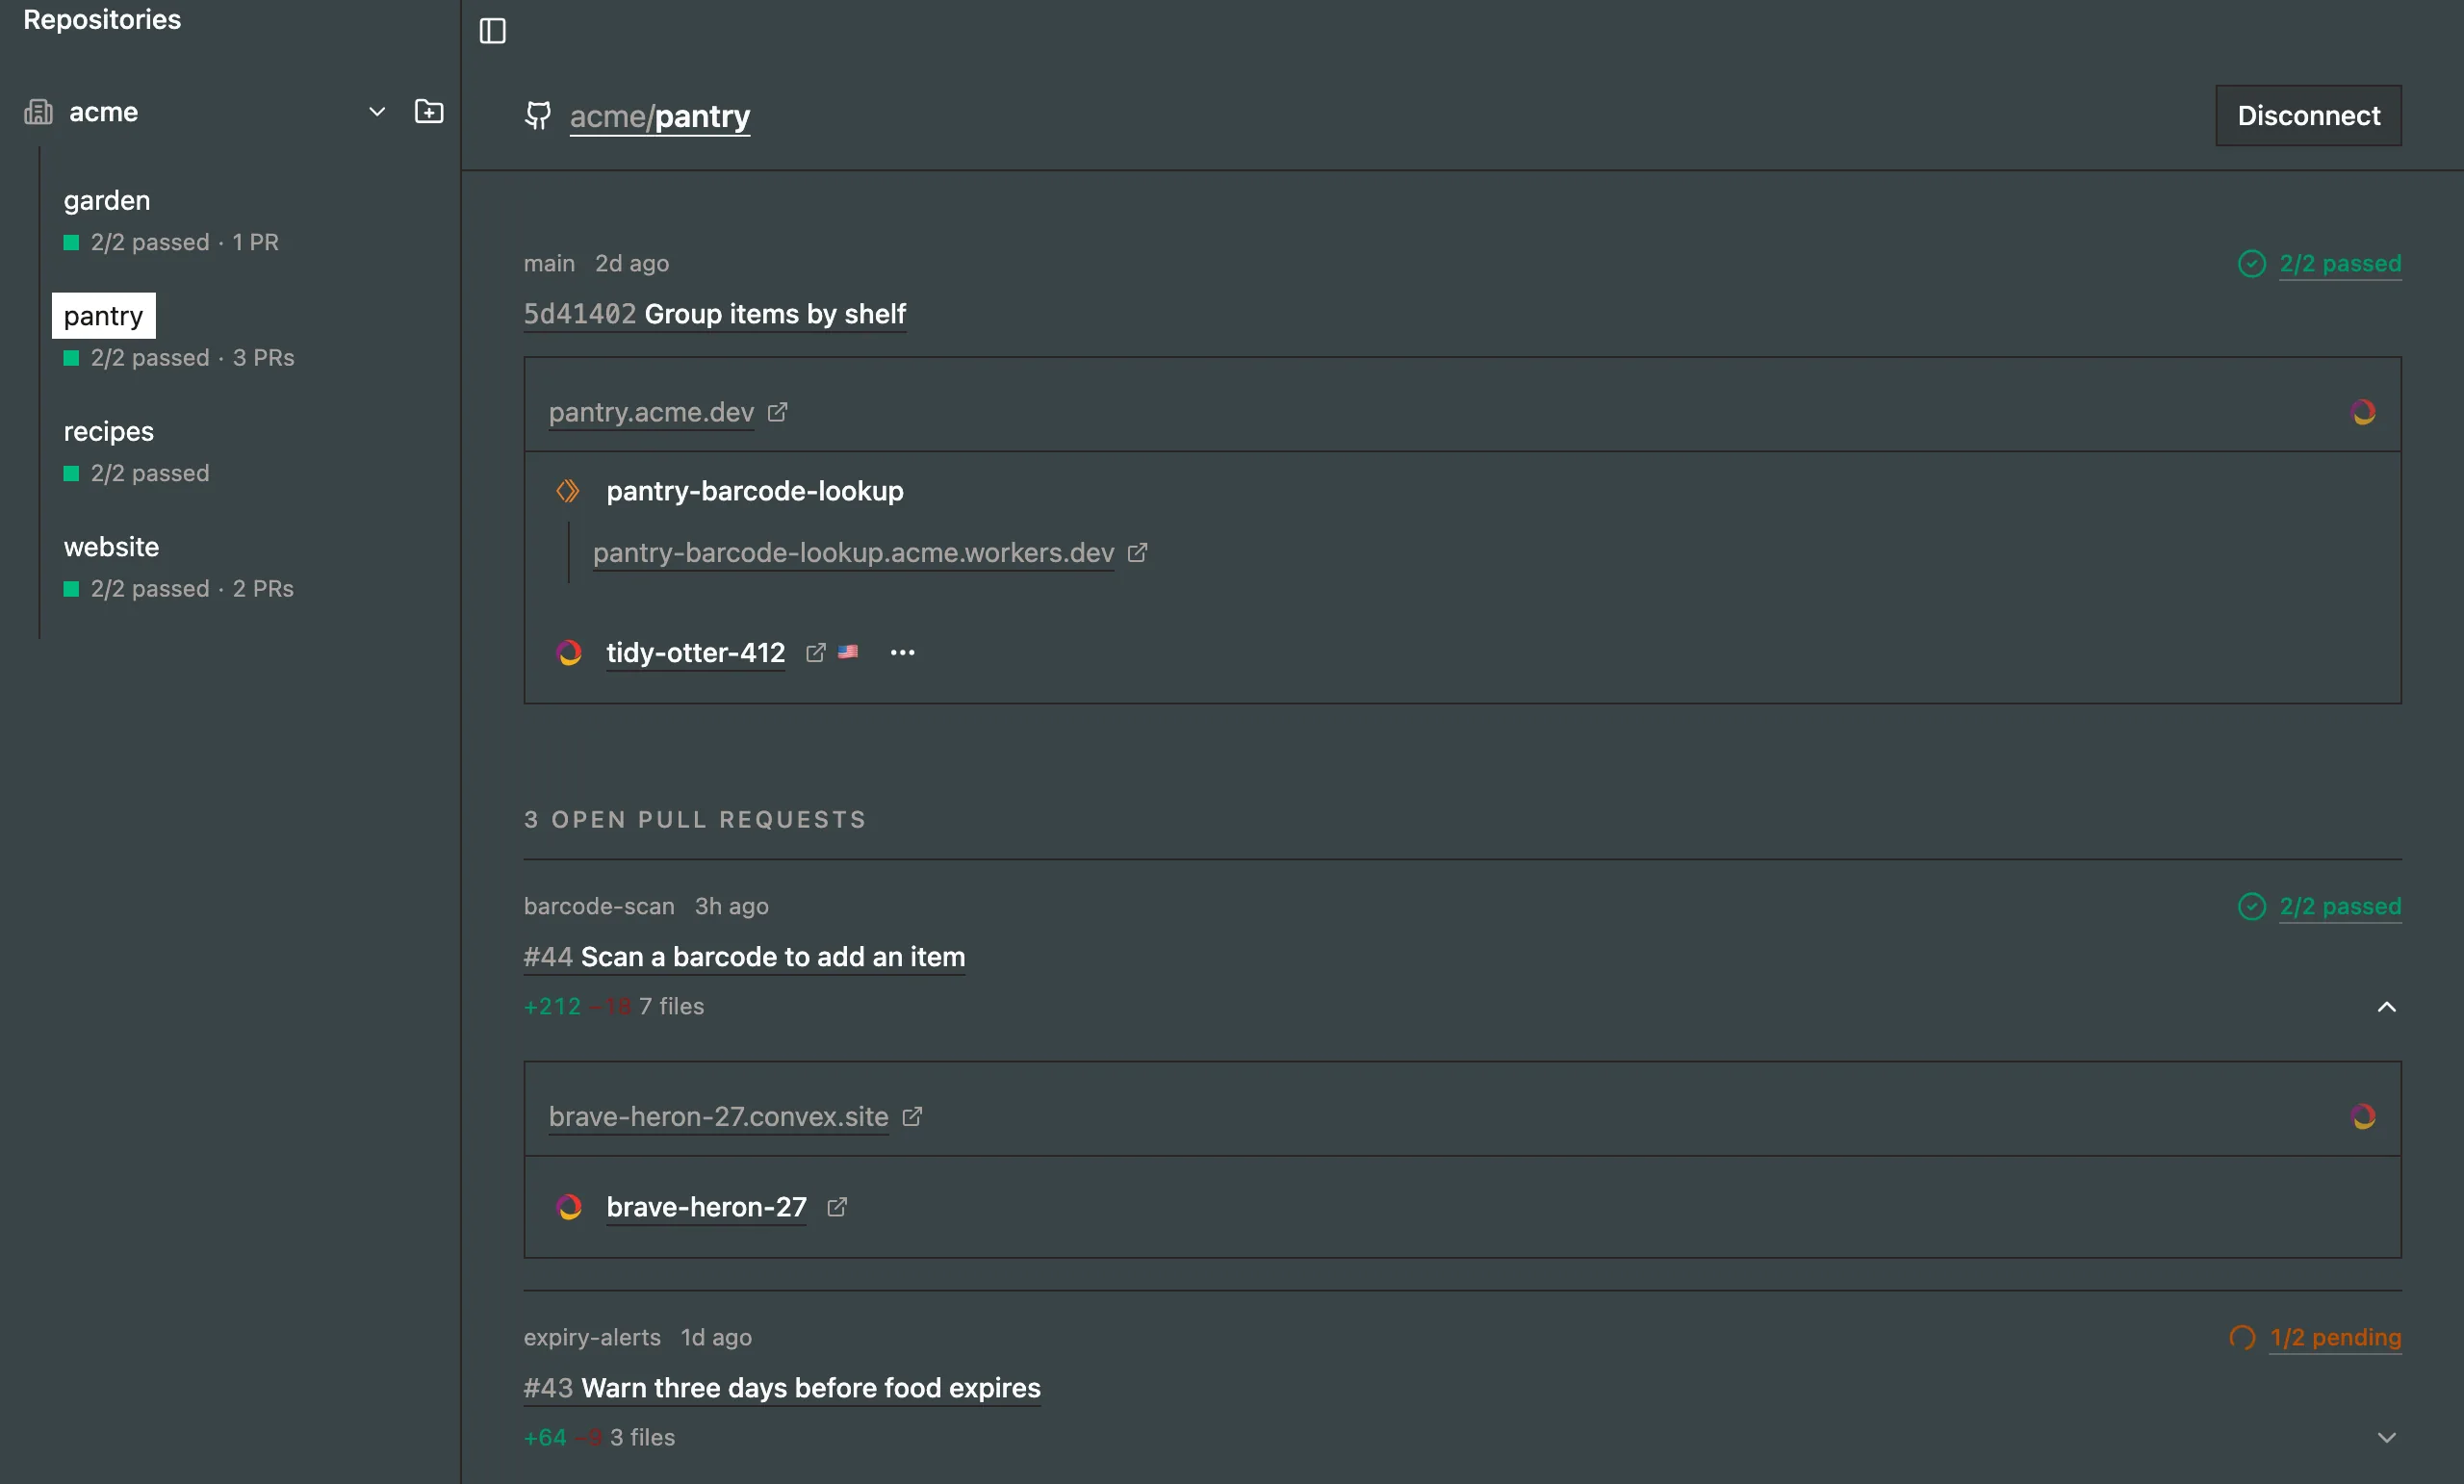 Repositories
acme
garden
2/2 passed · 1 PR
pantry
2/2 passed · 3 PRs
recipes
2/2 passed
website
2/2 passed · 2 PRs
acme/pantry
Disconnect
main 2d ago
2/2 passed
5d41402 Group items by shelf
pantry.acme.dev
pantry-barcode-lookup
pantry-barcode-lookup.acme.workers.dev
tidy-otter-412
3 OPEN PULL REQUESTS
barcode-scan 3h ago
2/2 passed
#44 Scan a barcode to add an item
+212 −18 7 files
brave-heron-27.convex.site
brave-heron-27
expiry-alerts 1d ago
1/2 pending
#43 Warn three days before food expires
+64 −9 3 files